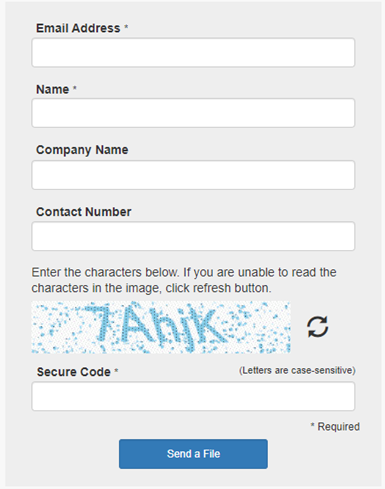 Email Address *
Name *
Company Name
Contact Number
Enter the characters below. If you are unable to read the
characters in the image, click refresh button.
Secure Code *
(Letters are case-sensitive)
* Required
Send a File